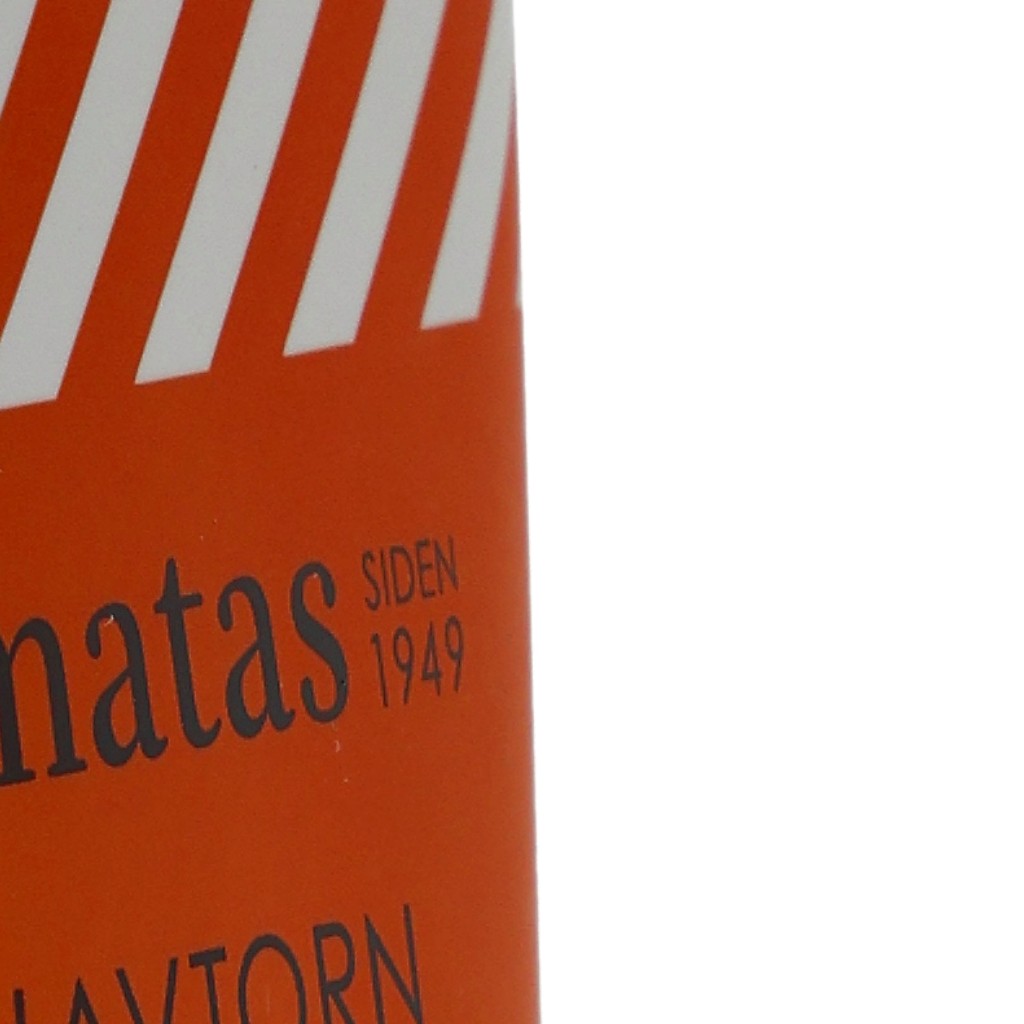 natas
SIDEN
1949
HAVTORN